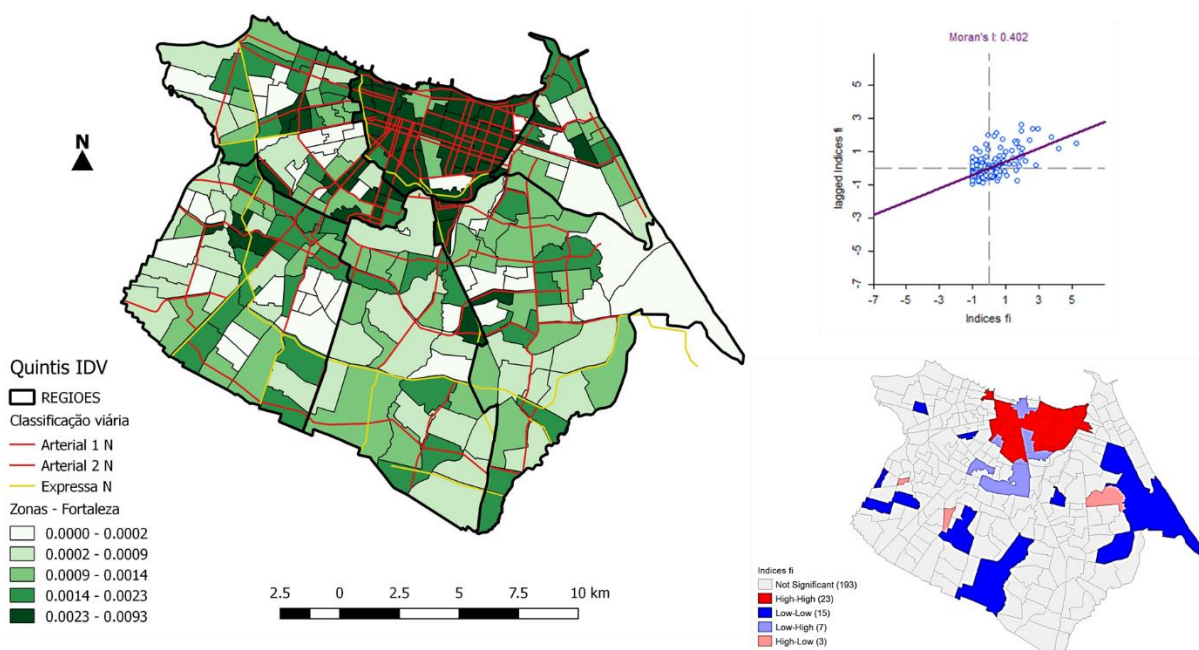 N
Quintis IDV
REGIOES
Classificação viária
Arterial 1 N
Arterial 2 N
Expressa N
Zonas - Fortaleza
0.0000 - 0.0002
0.0002 - 0.0009
0.0009 - 0.0014
0.0014 - 0.0023
0.0023 - 0.0093
2.5 0 2.5 5 7.5 10 km
Moran's I: 0.402
lagged Indices fi
7
5
3
1
-1
-3
-5
-7
-7 -5 -3 -1 1 3 5
Indices fi
Indices fi
Not Significant (193)
High-High (23)
Low-Low (15)
Low-High (7)
High-Low (3)